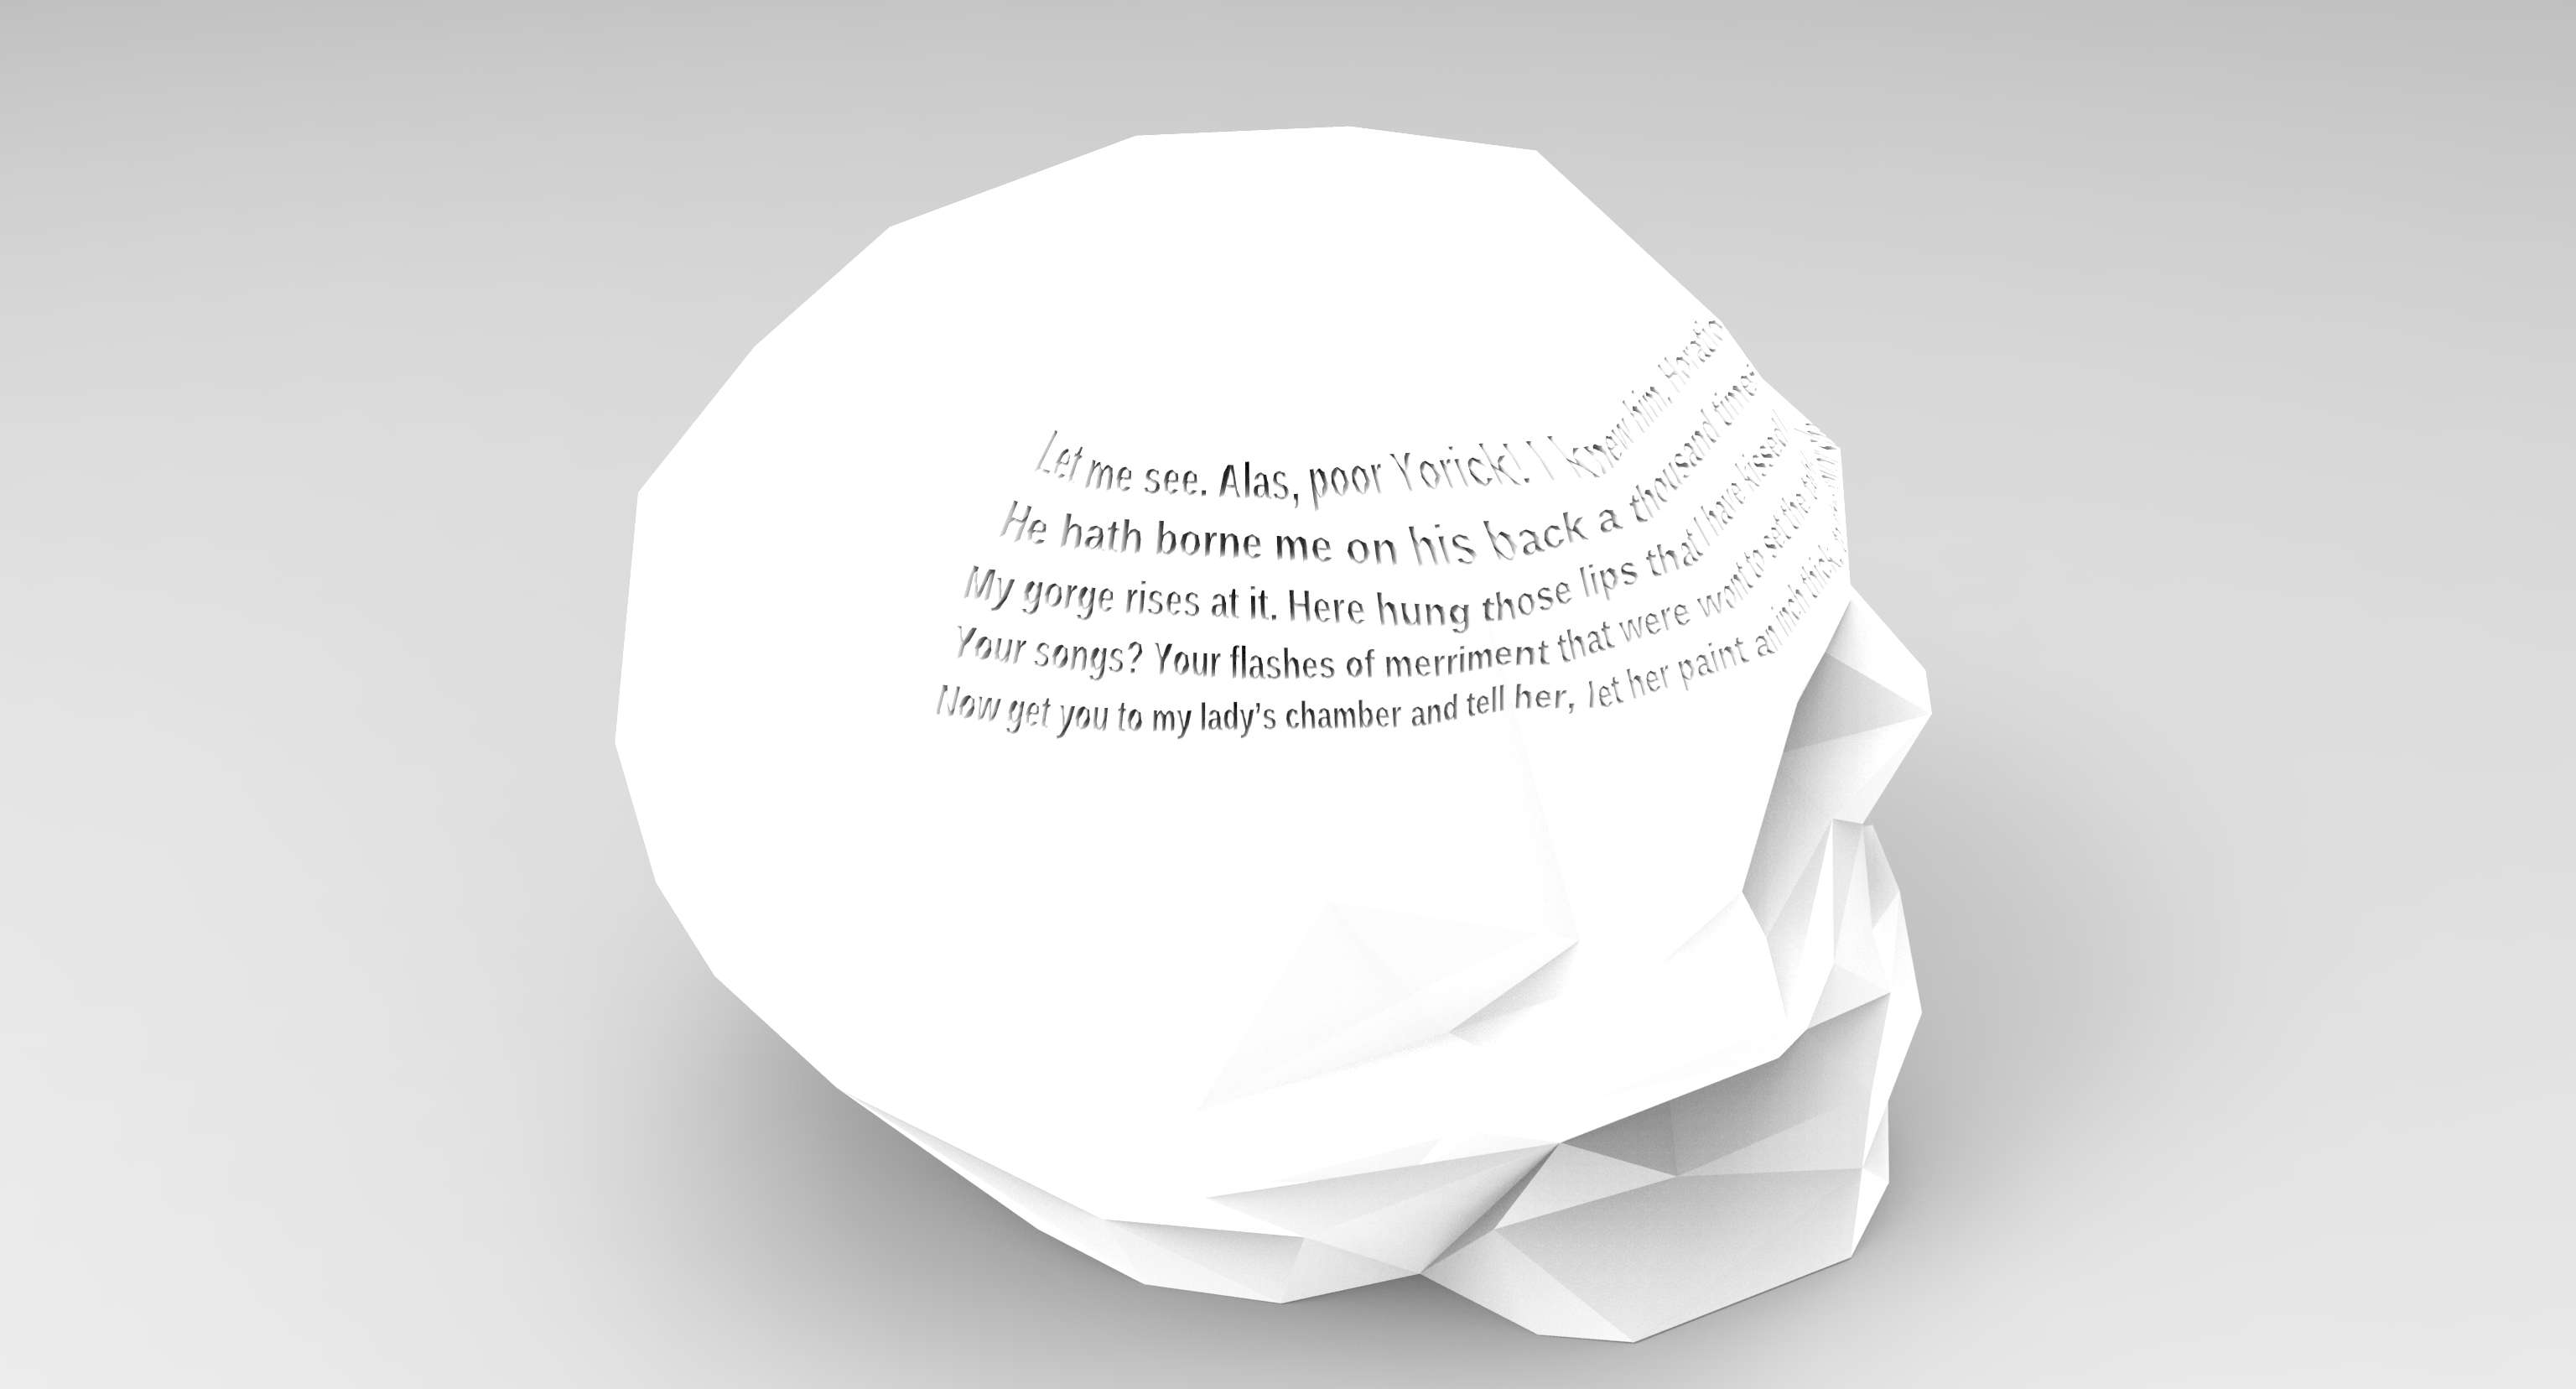 Let me see. Alas, poor Yorick! I knew him, Horatio
He hath borne me on his back a thousand times
My gorge rises at it. Here hung those lips that I have kissed
Your songs? Your flashes of merriment that were wont to set the
Now get you to my lady's chamber and tell her, let her paint an inch thick,